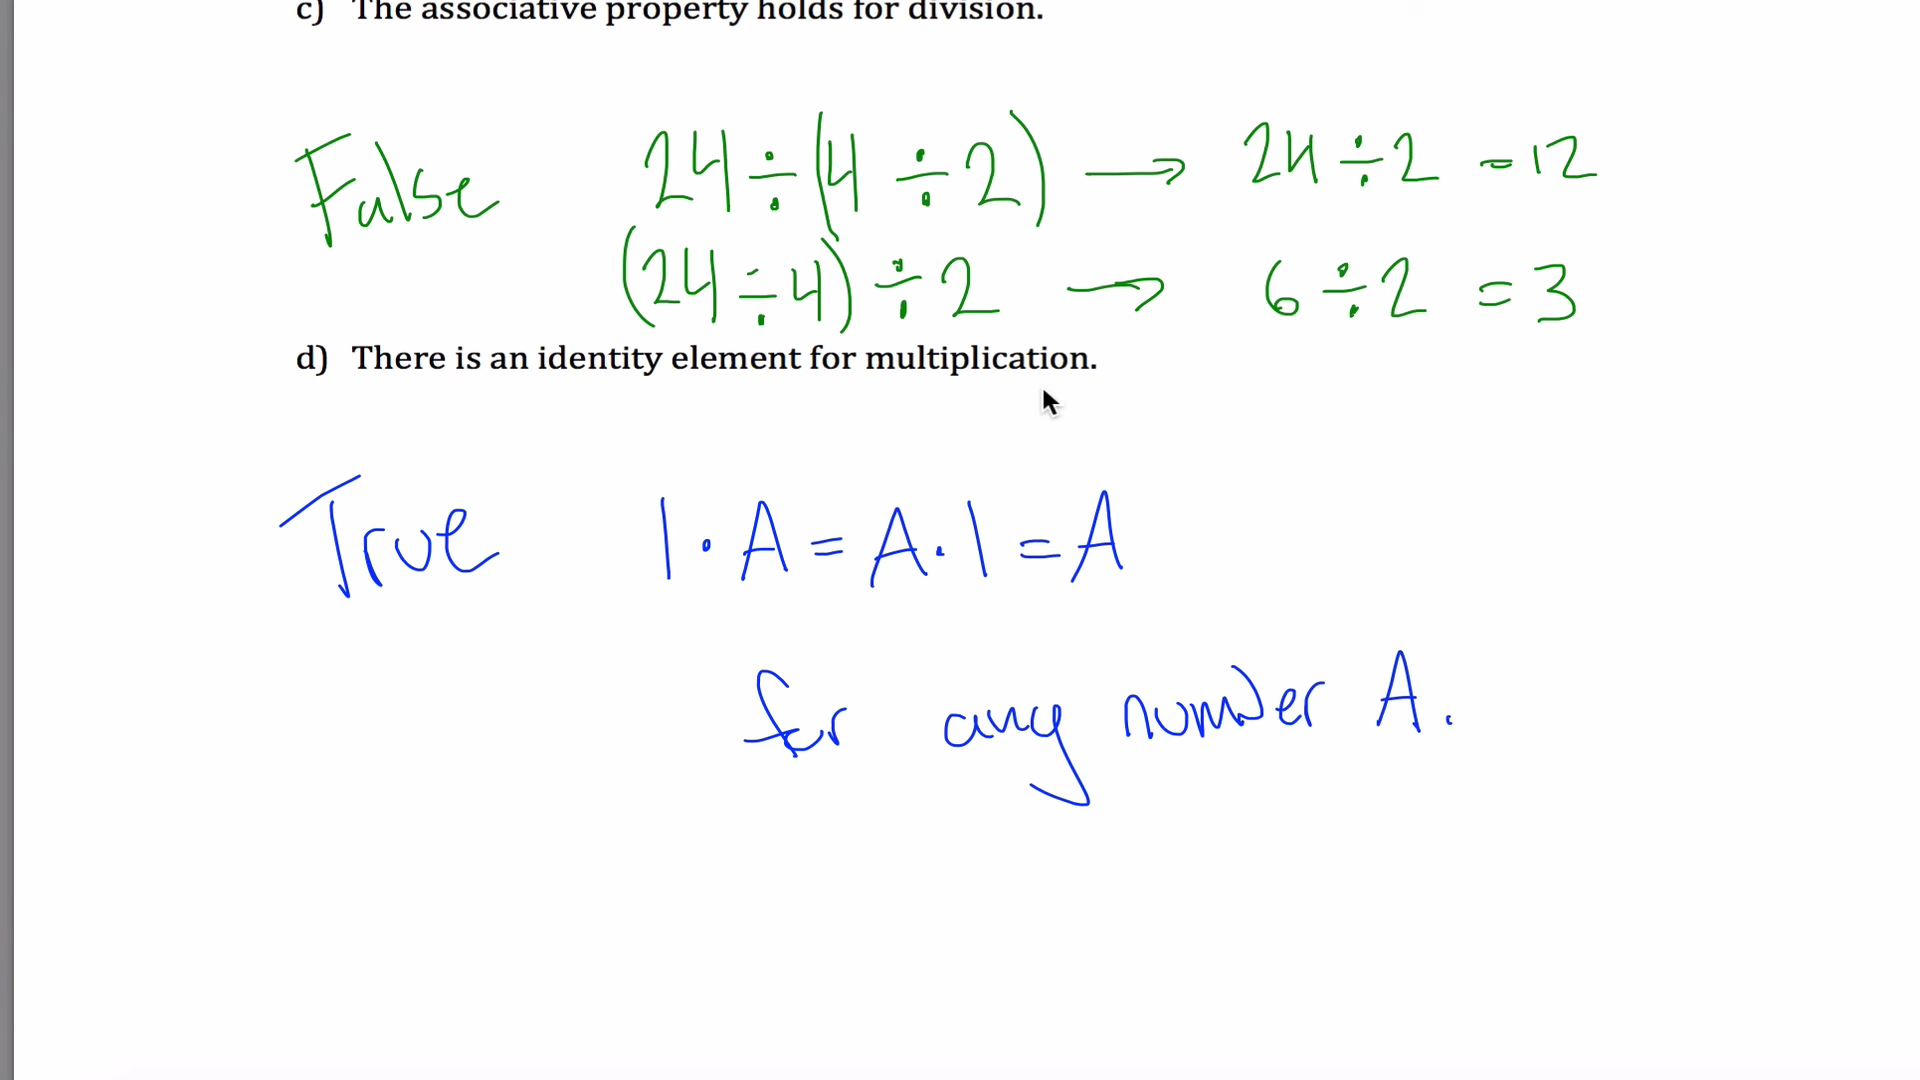 c) The associative property holds for division.
False 24 ÷ (4 ÷ 2) → 24 ÷ 2 = 12
(24 ÷ 4) ÷ 2 → 6 ÷ 2 = 3
d) There is an identity element for multiplication.
True 1 · A = A · 1 = A
for any number A.